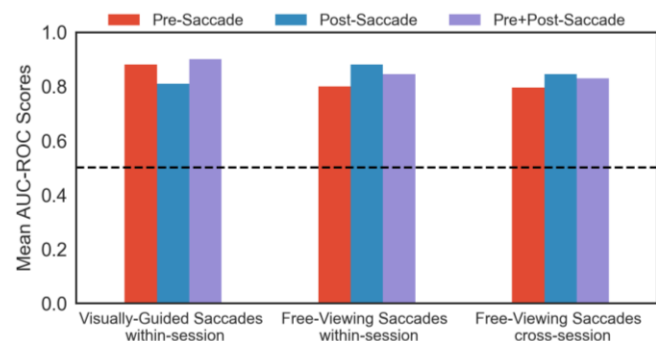 Pre-Saccade Post-Saccade Pre+Post-Saccade
Mean AUC-ROC Scores
1.0
0.8
0.6
0.4
0.2
0.0
Visually-Guided Saccades
within-session
Free-Viewing Saccades
within-session
Free-Viewing Saccades
cross-session